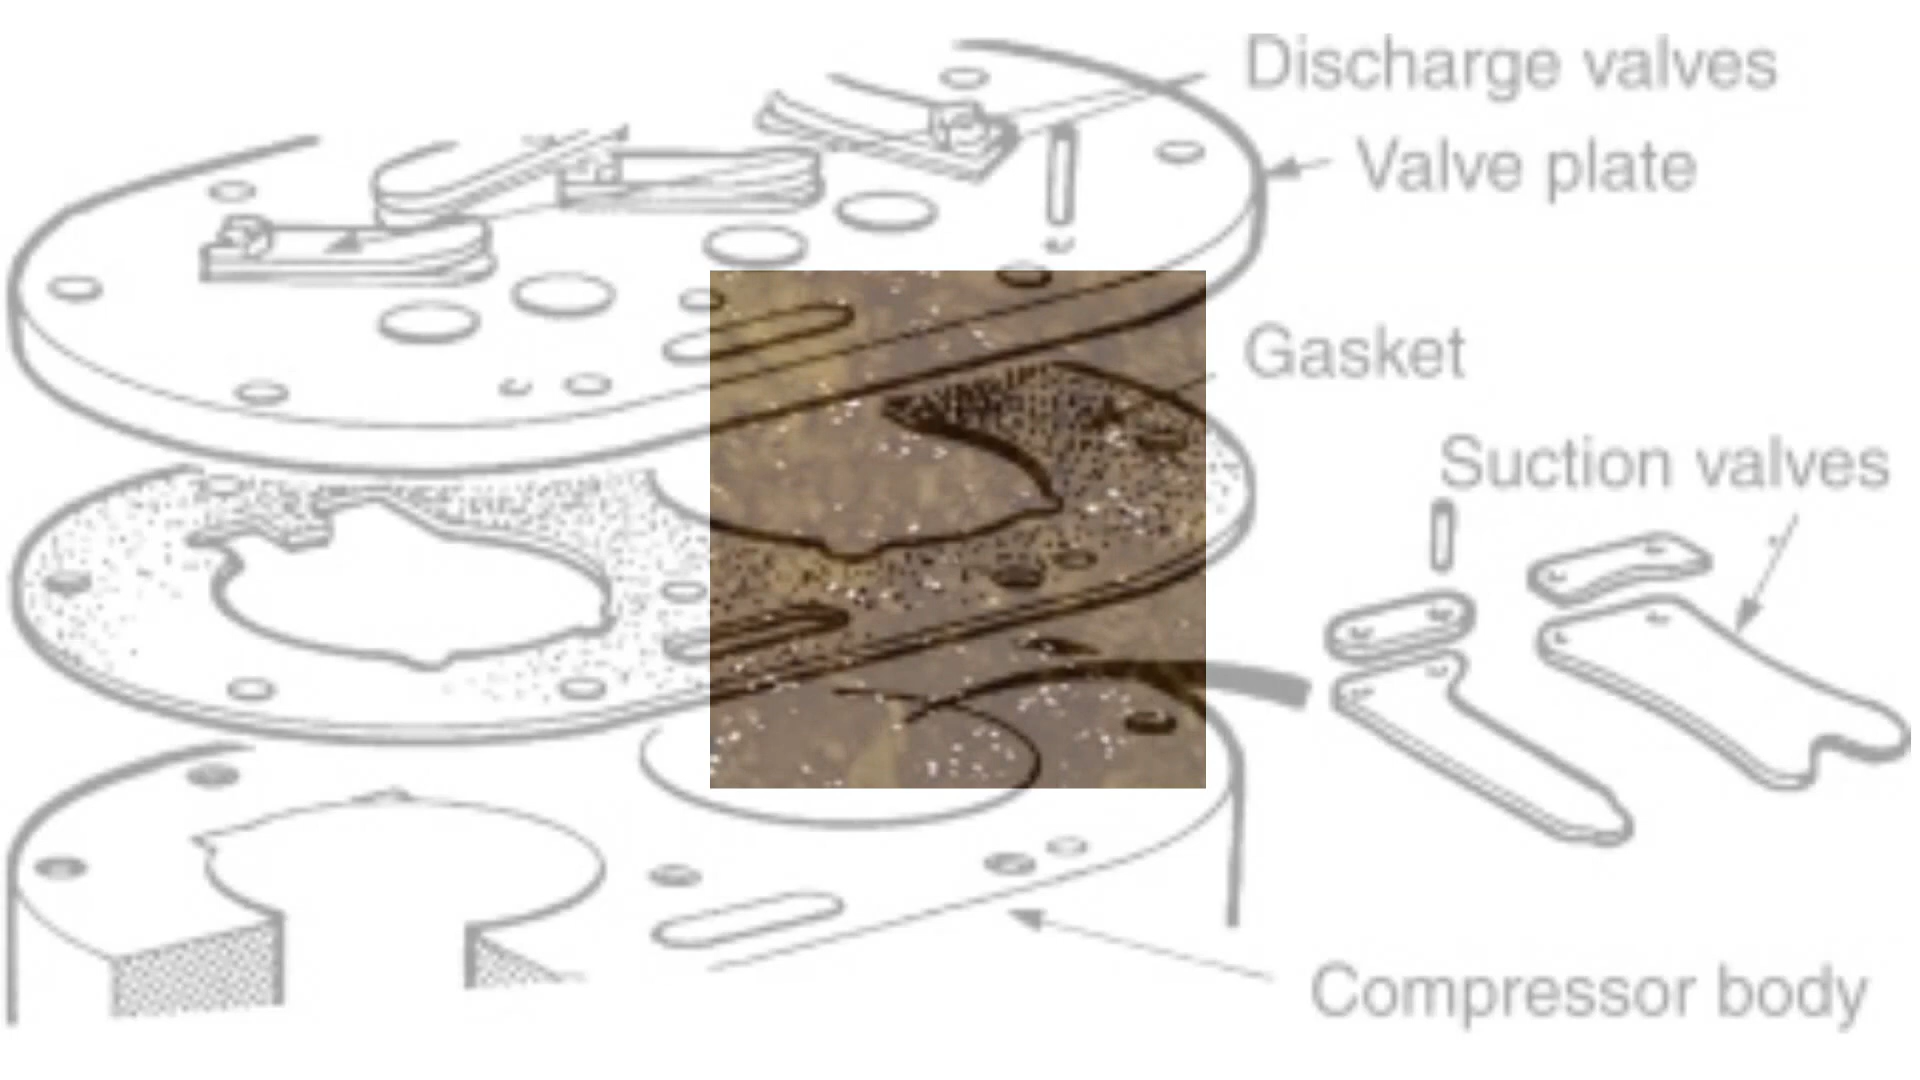 Discharge valves
Valve plate
Gasket
Suction valves
Compressor body